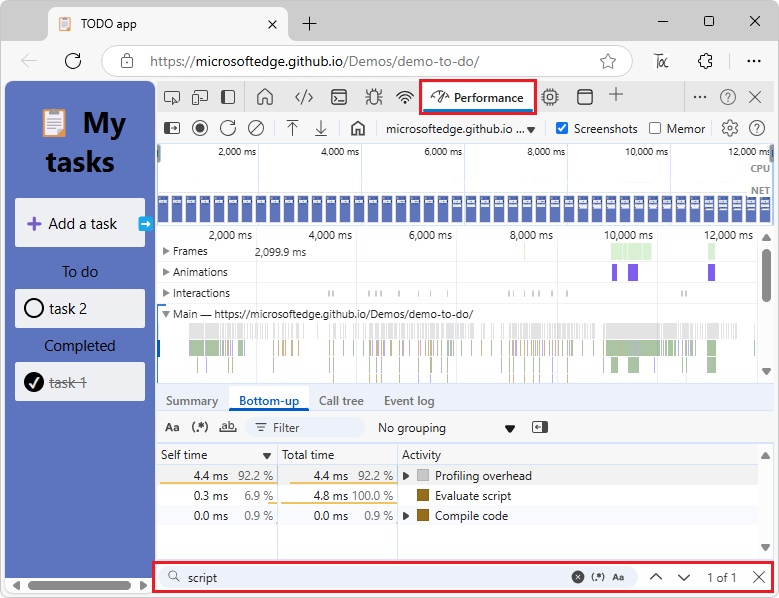 TODO app
https://microsoftedge.github.io/Demos/demo-to-do/
My tasks
Add a task
To do
task 2
Completed
task 1
Performance
microsoftedge.github.io ...
Screenshots
Memor
2,000 ms 4,000 ms 6,000 ms 8,000 ms 10,000 ms 12,000 ms
CPU
NET
2,000 ms 4,000 ms 6,000 ms 8,000 ms 10,000 ms 12,000 ms
Frames 2,099.9 ms
Animations
Interactions
Main — https://microsoftedge.github.io/Demos/demo-to-do/
Summary Bottom-up Call tree Event log
Aa (.*) ab. Filter No grouping
Self time Total time Activity
4.4 ms 92.2 % 4.4 ms 92.2 % Profiling overhead
0.3 ms 6.9 % 4.8 ms 100.0 % Evaluate script
0.0 ms 0.9 % 0.0 ms 0.9 % Compile code
script (.*) Aa 1 of 1